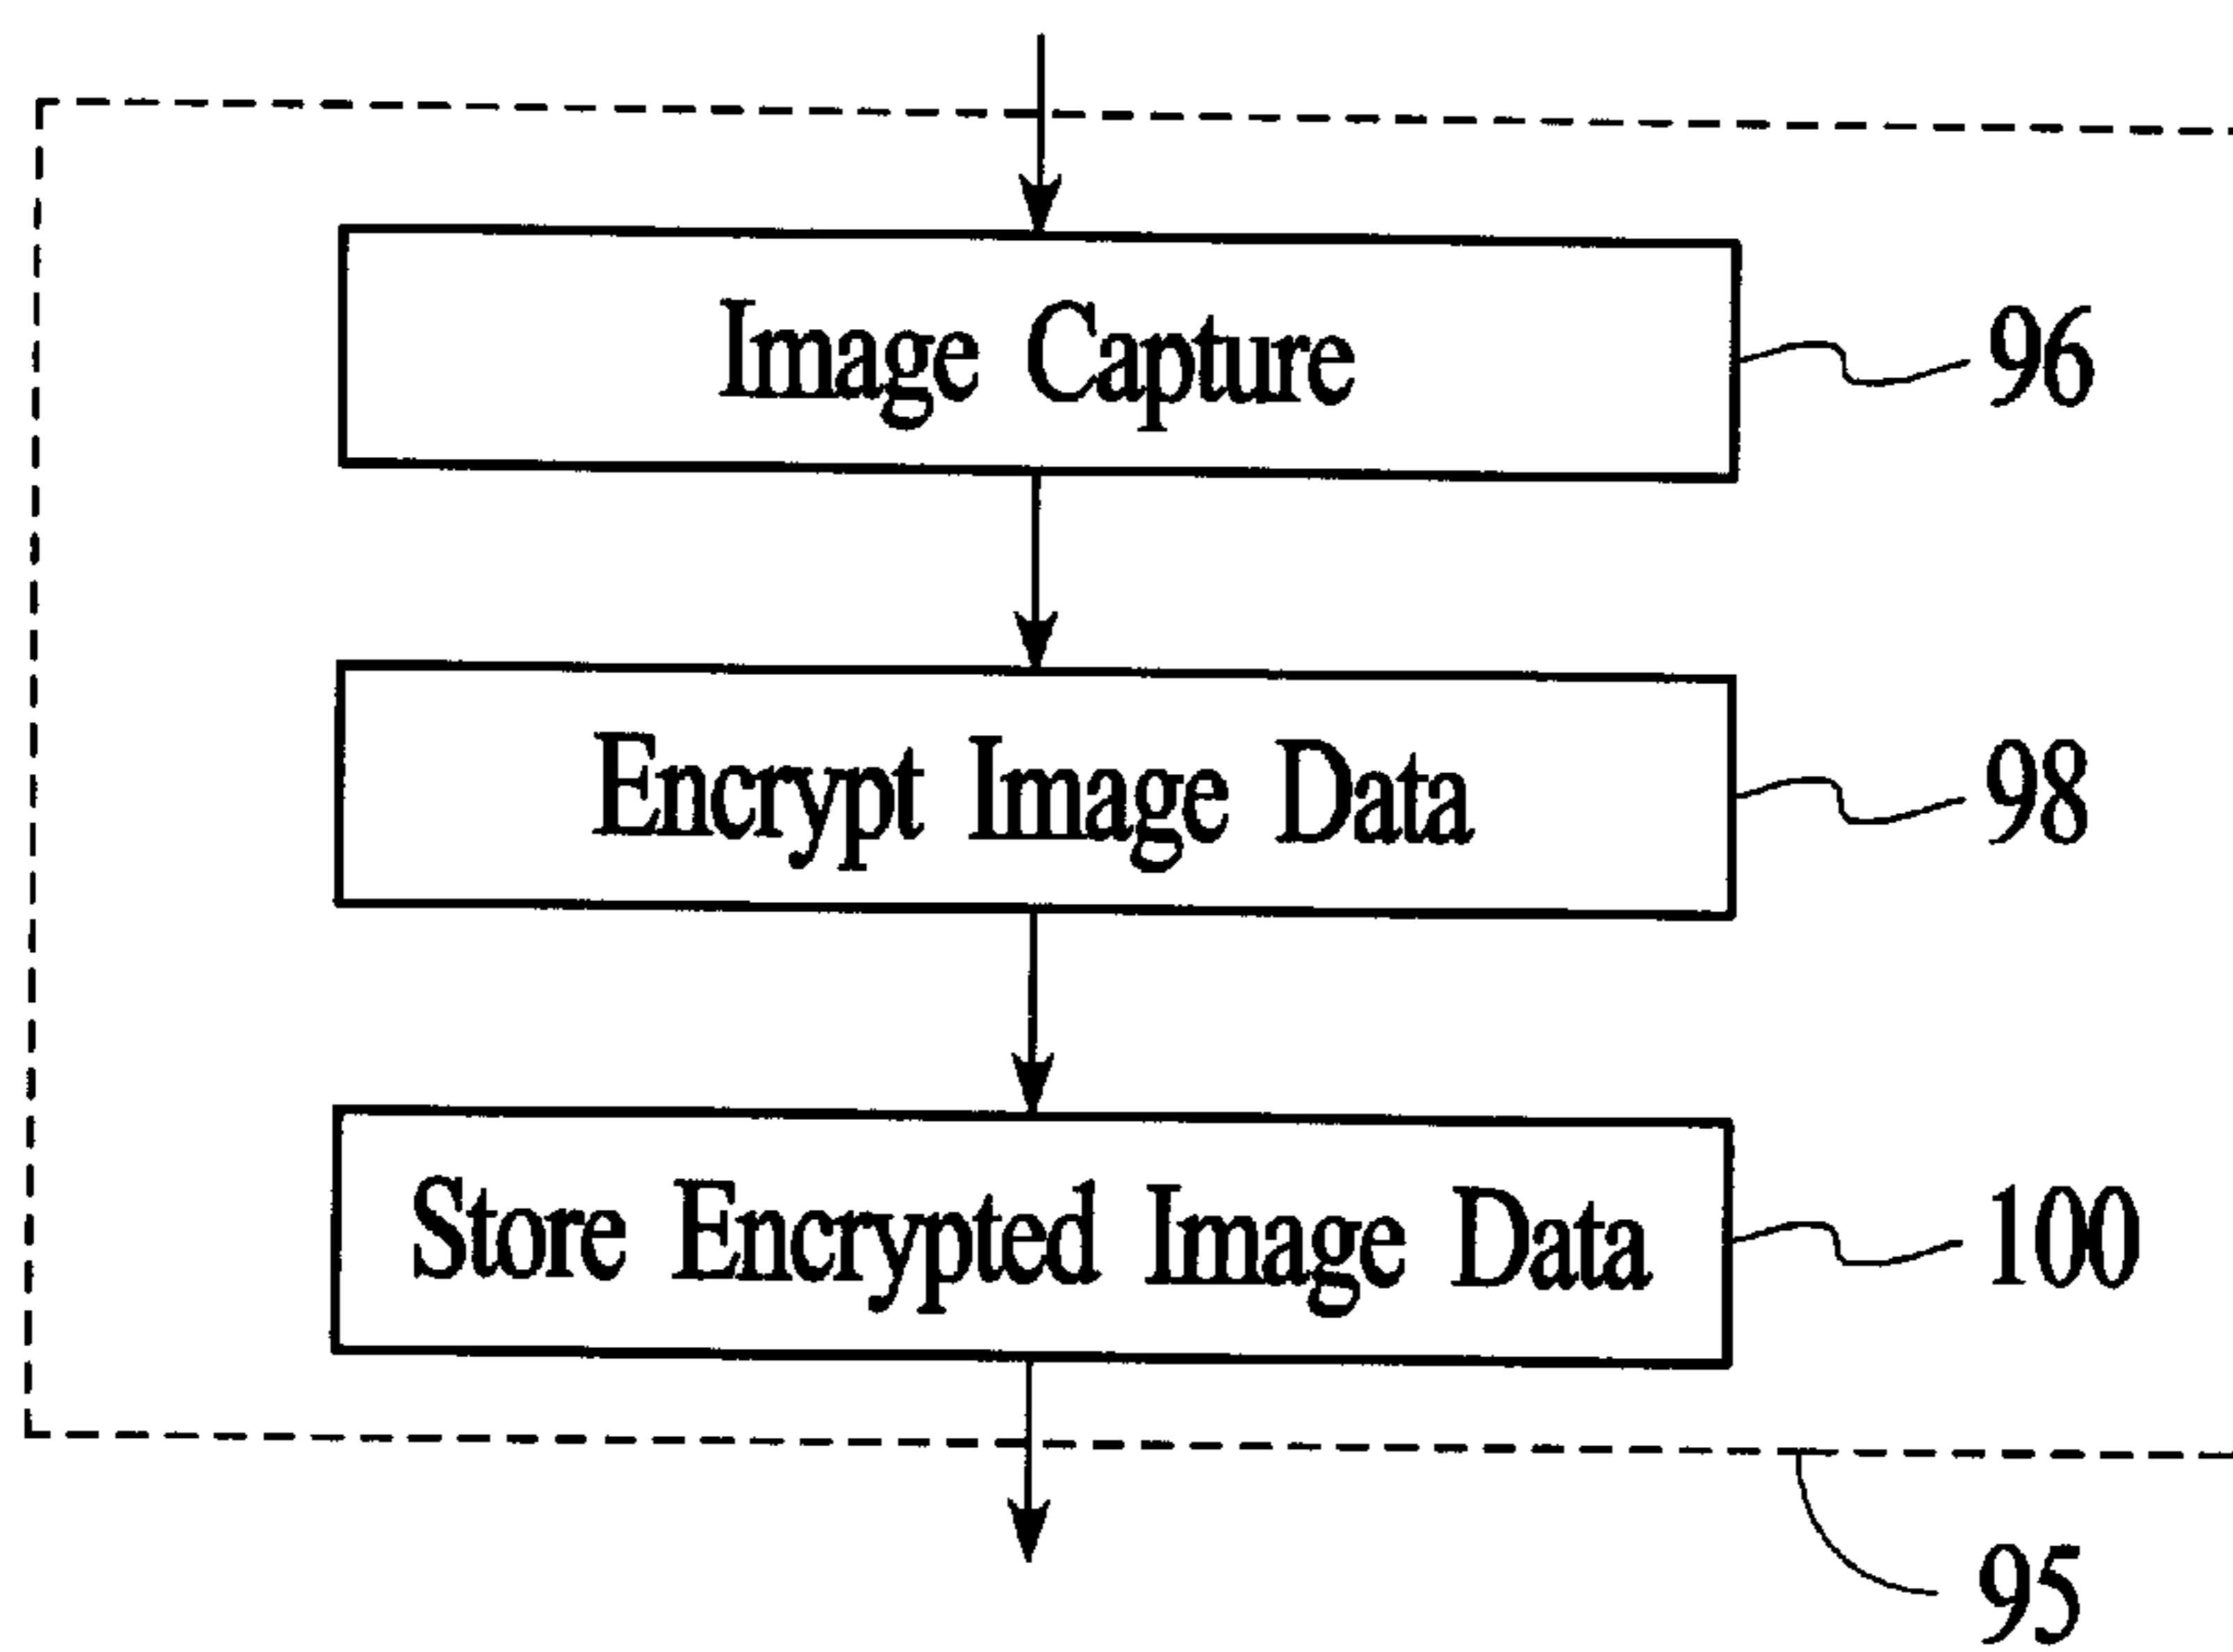 Image Capture
96
Encrypt Image Data
98
Store Encrypted Image Data
100
95